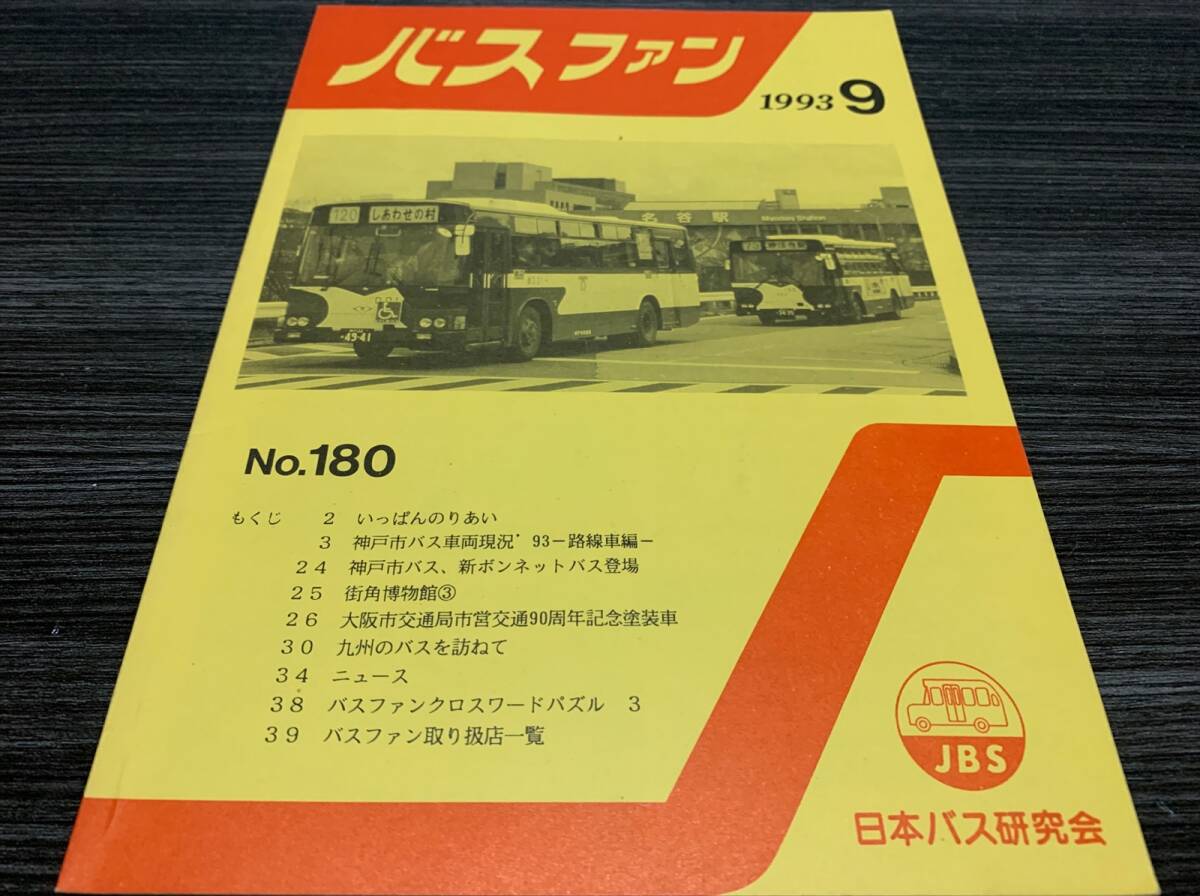 バスファン
1993 9
120 しあわせの村
名谷駅 Myodani Station
43-41
No.180
もくじ 2 いっぱんのりあい
3 神戸市バス車両現況'93-路線車編-
24 神戸市バス、新ボンネットバス登場
25 街角博物館③
26 大阪市交通局市営交通90周年記念塗装車
30 九州のバスを訪ねて
34 ニュース
38 バスファンクロスワードパズル 3
39 バスファン取り扱店一覧
JBS
日本バス研究会